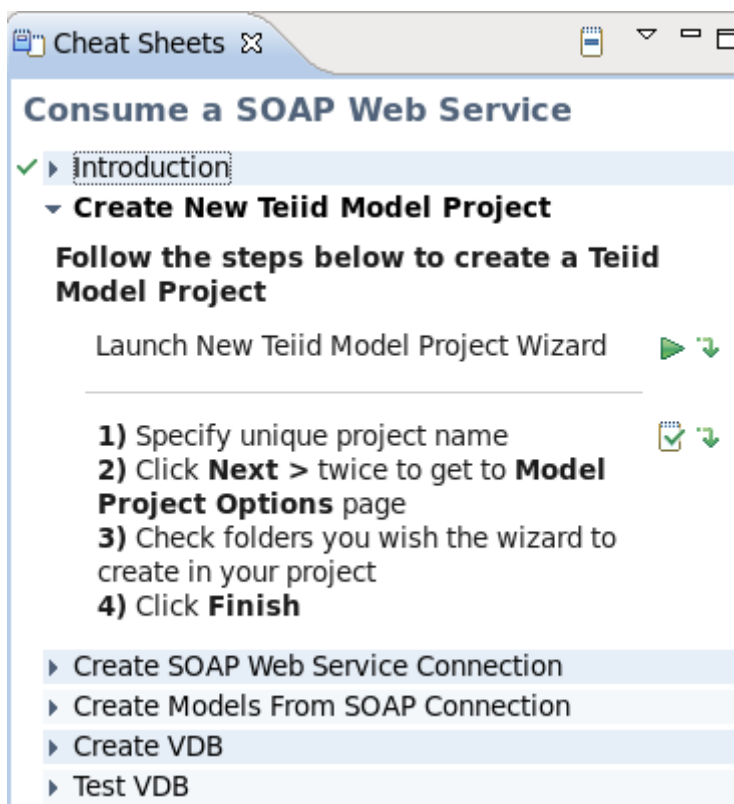 Cheat Sheets
Consume a SOAP Web Service
Introduction
Create New Teiid Model Project
Follow the steps below to create a Teiid
Model Project
Launch New Teiid Model Project Wizard
1) Specify unique project name
2) Click Next > twice to get to Model
Project Options page
3) Check folders you wish the wizard to
create in your project
4) Click Finish
Create SOAP Web Service Connection
Create Models From SOAP Connection
Create VDB
Test VDB